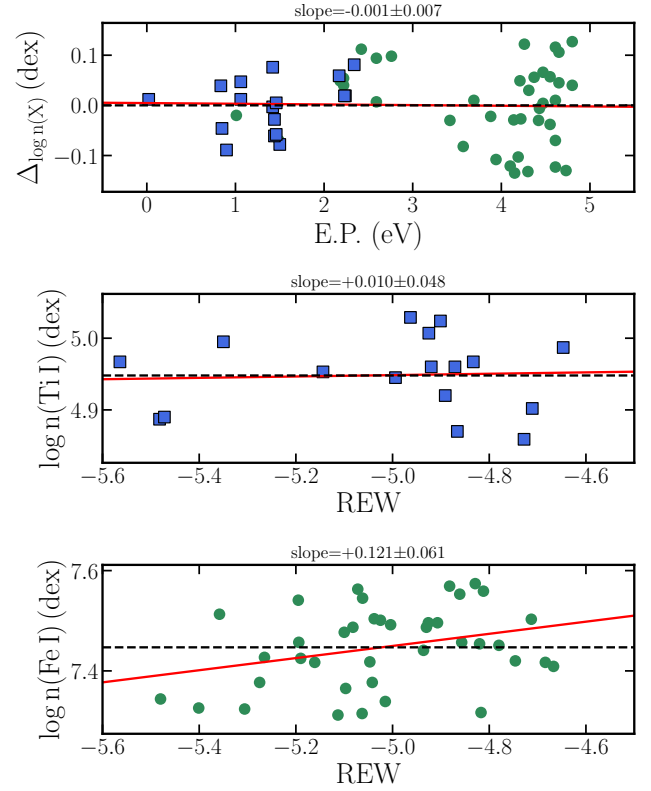 slope=-0.001±0.007
Δlog n(X) (dex)
0.1
0.0
−0.1
0 1 2 3 4 5
E.P. (eV)
slope=+0.010±0.048
log n(Ti I) (dex)
5.0
4.9
−5.6 −5.4 −5.2 −5.0 −4.8 −4.6
REW
slope=+0.121±0.061
log n(Fe I) (dex)
7.6
7.4
−5.6 −5.4 −5.2 −5.0 −4.8 −4.6
REW